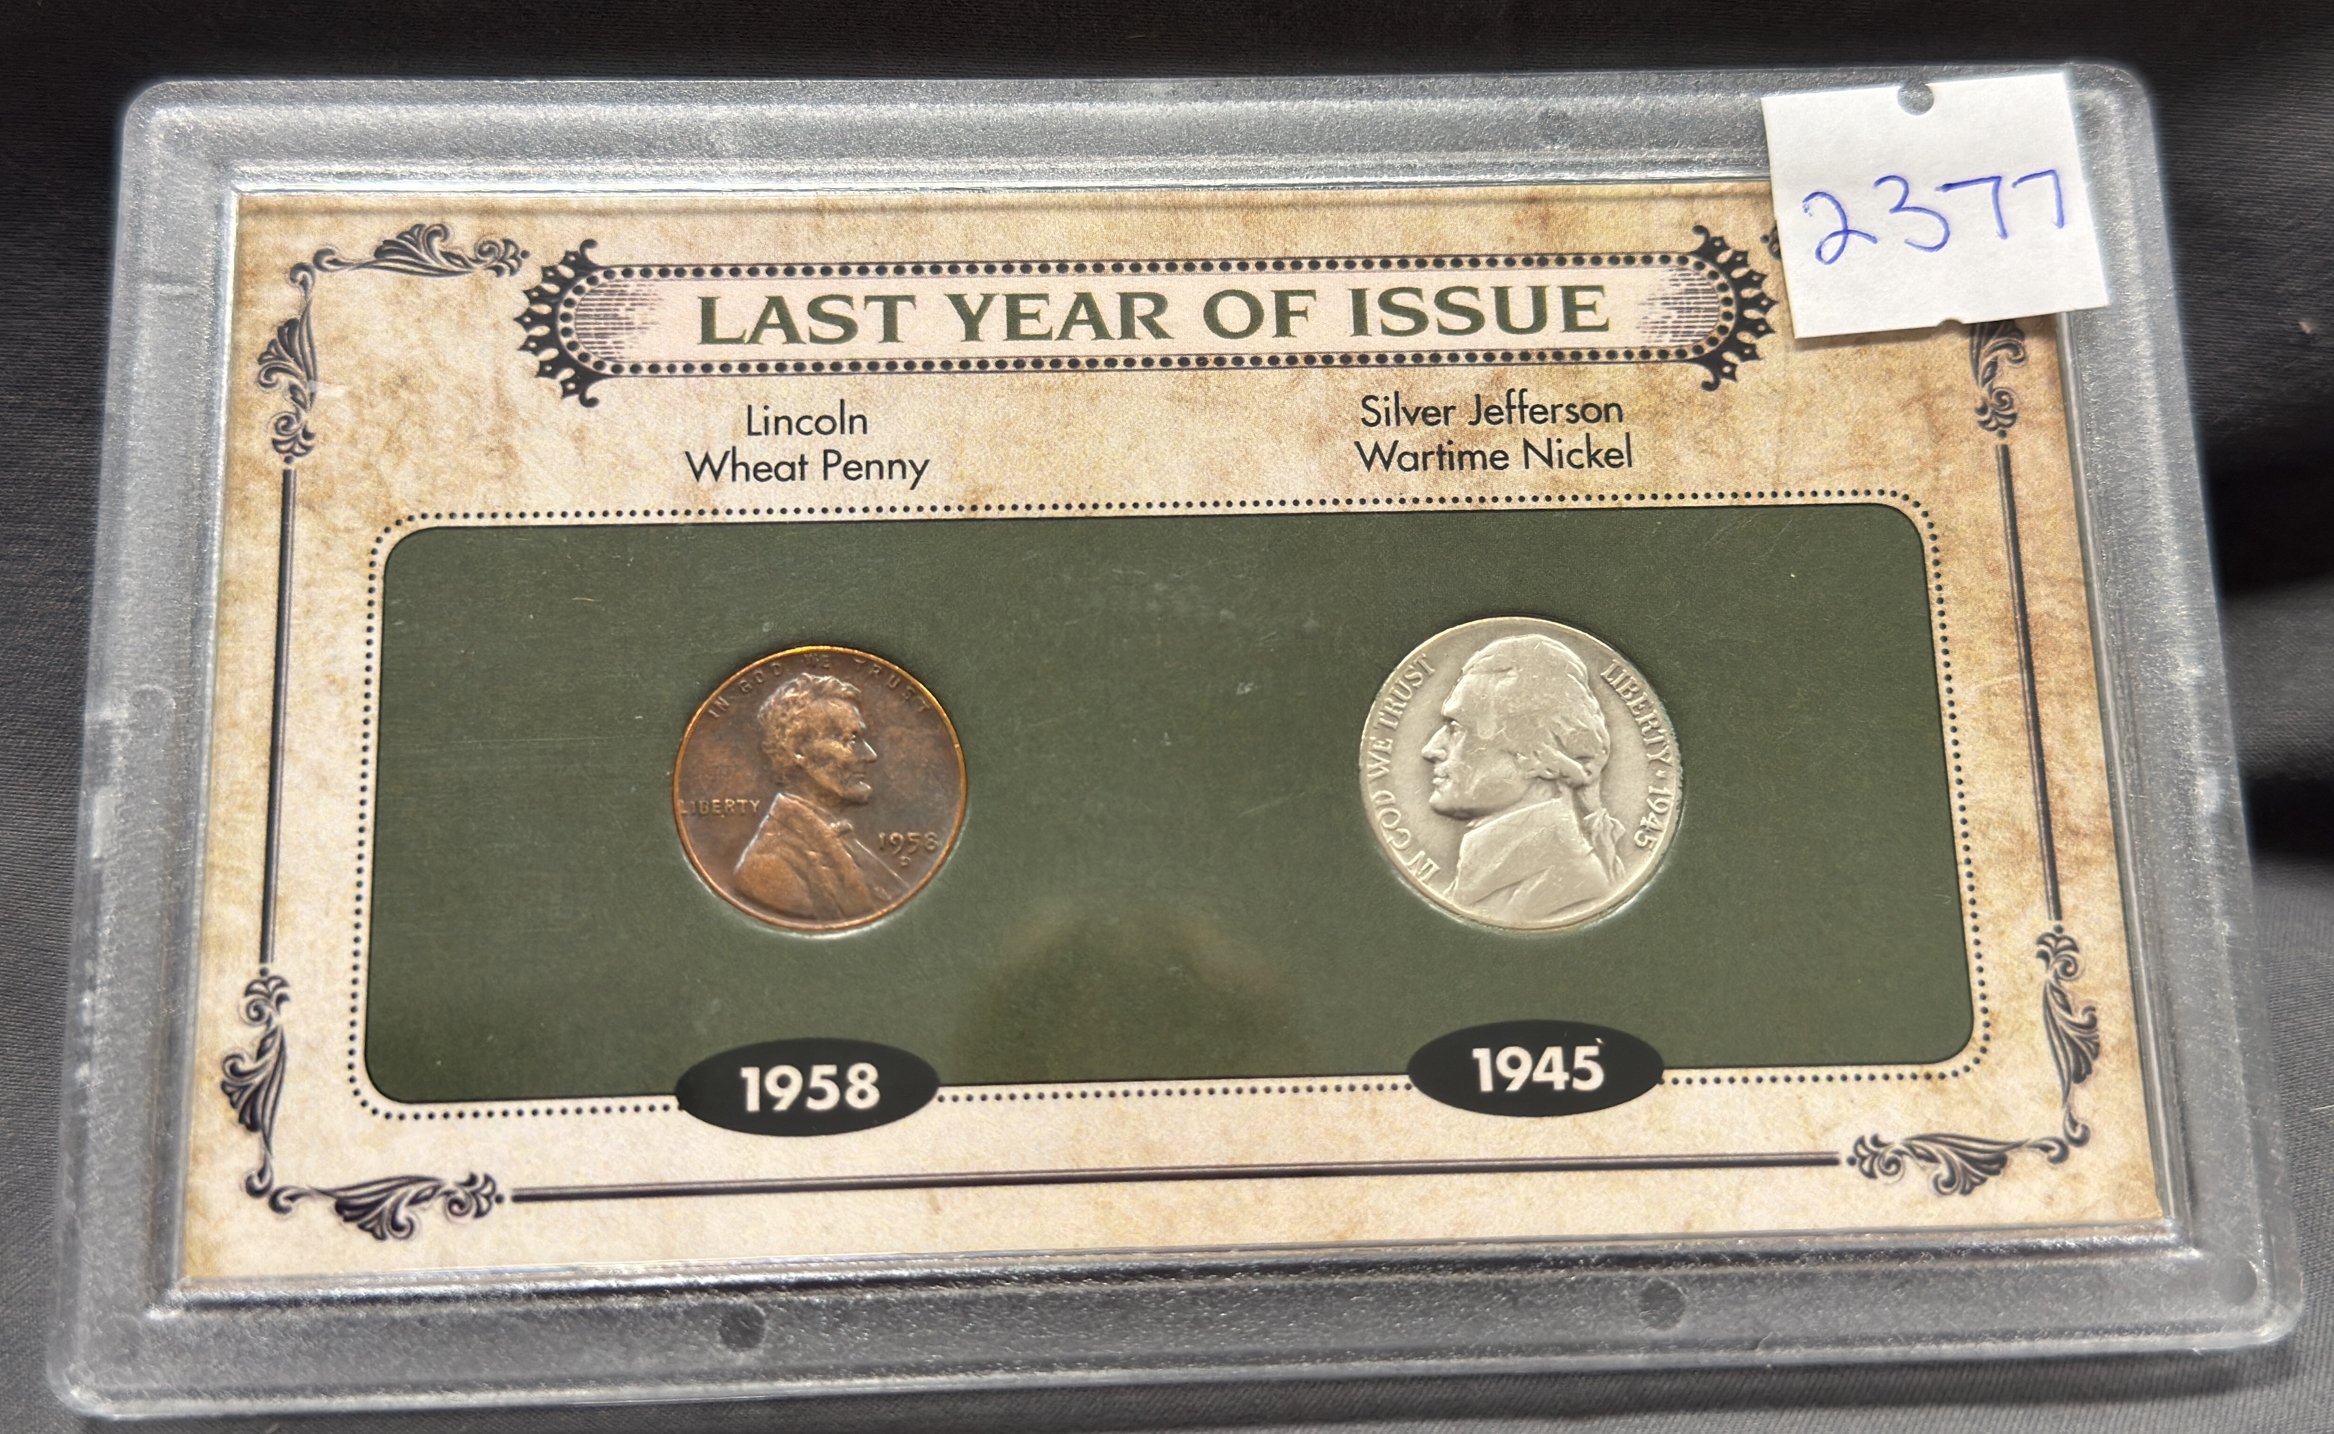 2377
LAST YEAR OF ISSUE
Lincoln
Wheat Penny
Silver Jefferson
Wartime Nickel
IN GOD WE TRUST
LIBERTY
1958
D
IN GOD WE TRUST
LIBERTY · 1945
1958
1945